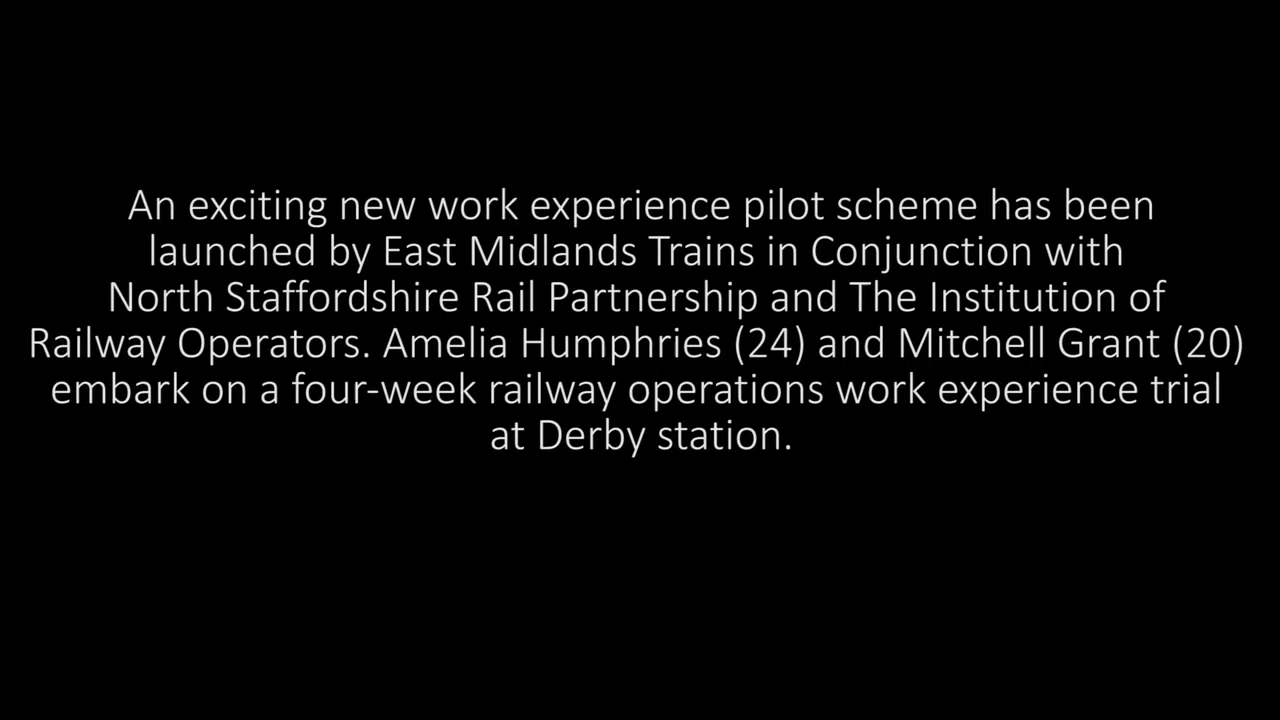 An exciting new work experience pilot scheme has been
launched by East Midlands Trains in Conjunction with
North Staffordshire Rail Partnership and The Institution of
Railway Operators. Amelia Humphries (24) and Mitchell Grant (20)
embark on a four-week railway operations work experience trial
at Derby station.